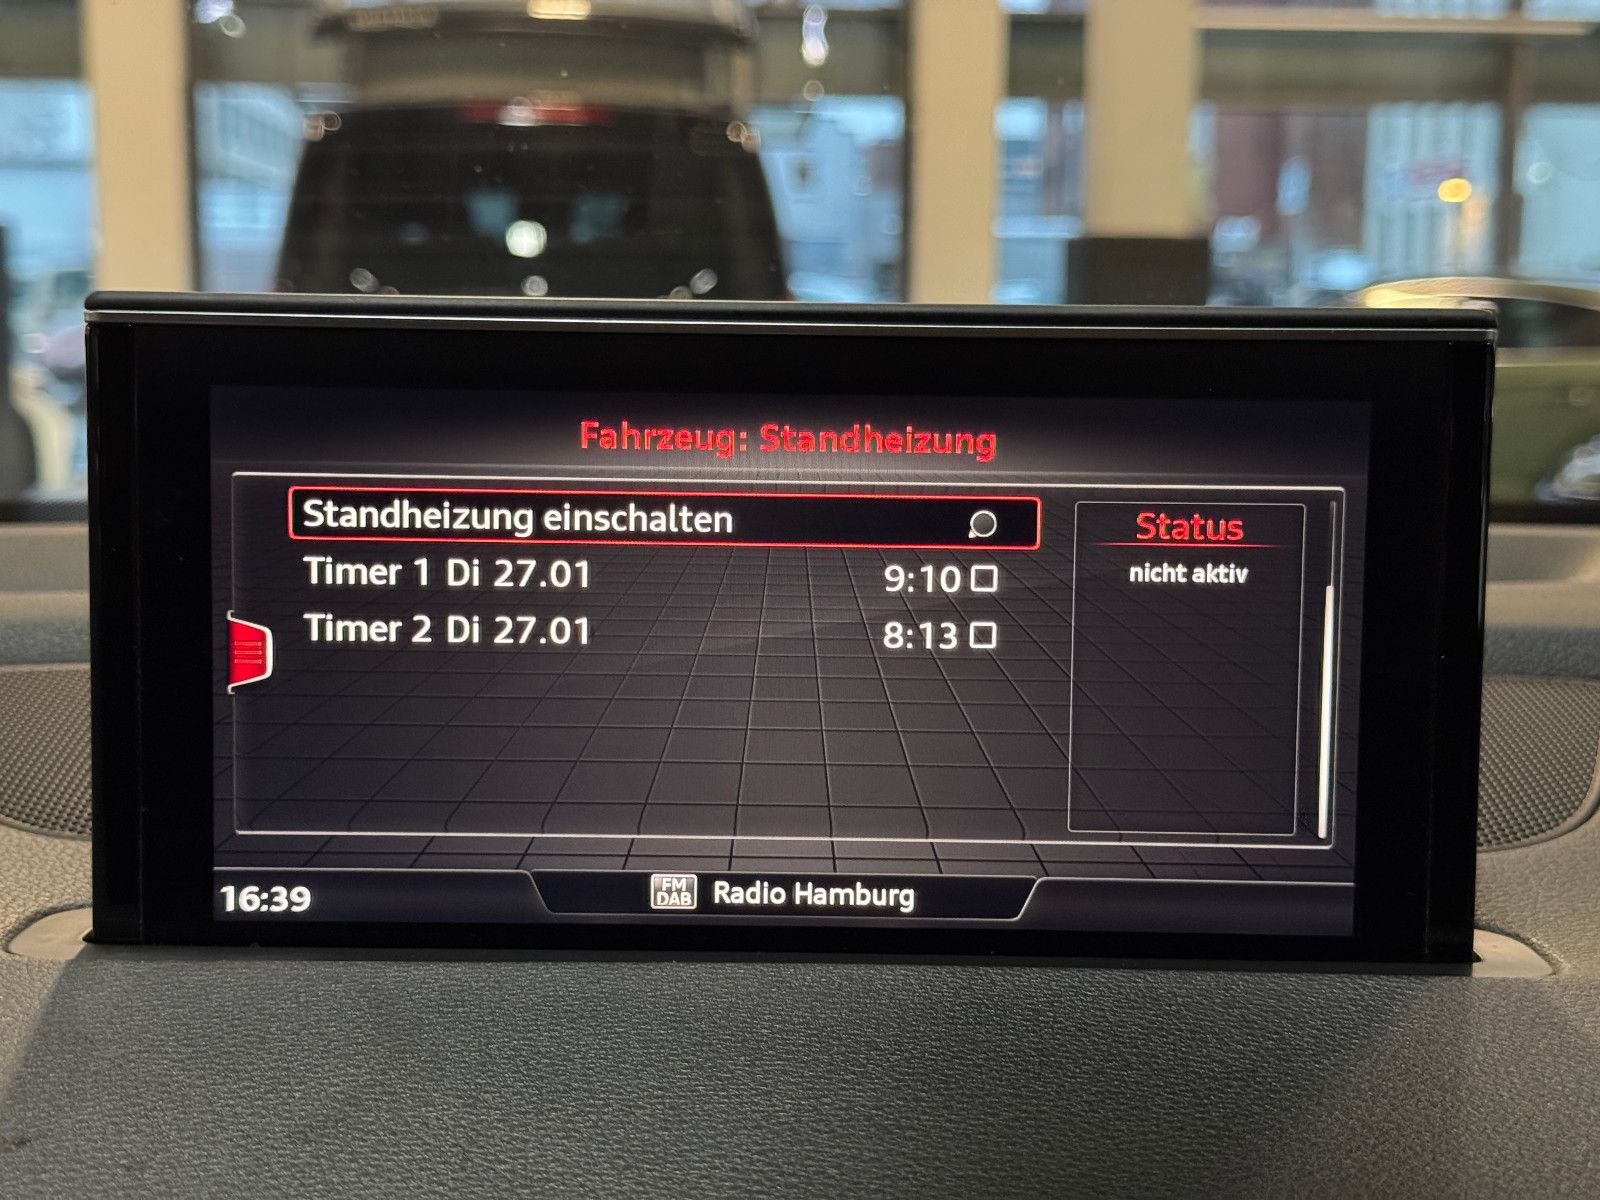 Fahrzeug: Standheizung
Standheizung einschalten
Timer 1 Di 27.01 9:10
Timer 2 Di 27.01 8:13
Status
nicht aktiv
16:39
FM
DAB
Radio Hamburg